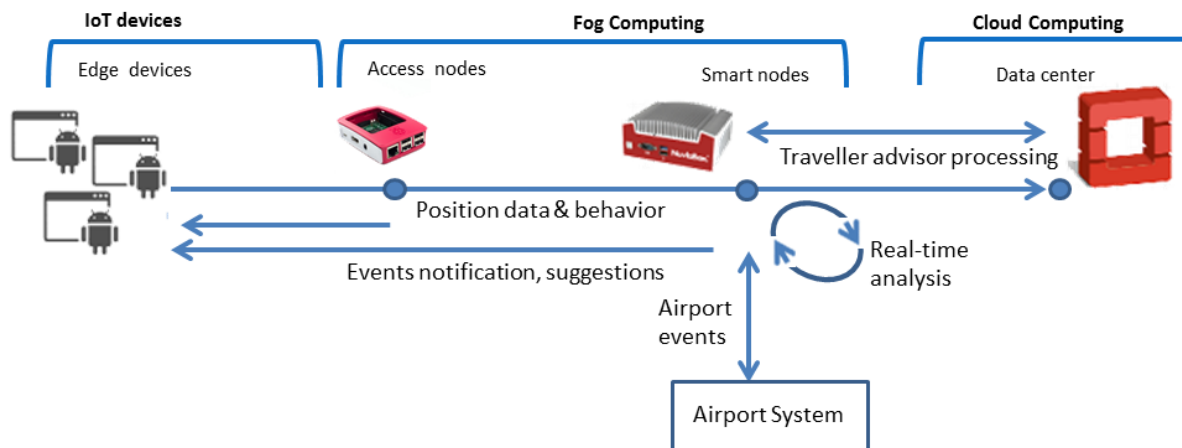 IoT devices
Fog Computing
Cloud Computing
Edge devices
Access nodes
Smart nodes
Data center
Traveller advisor processing
Position data & behavior
Events notification, suggestions
Real-time
analysis
Airport
events
Airport System